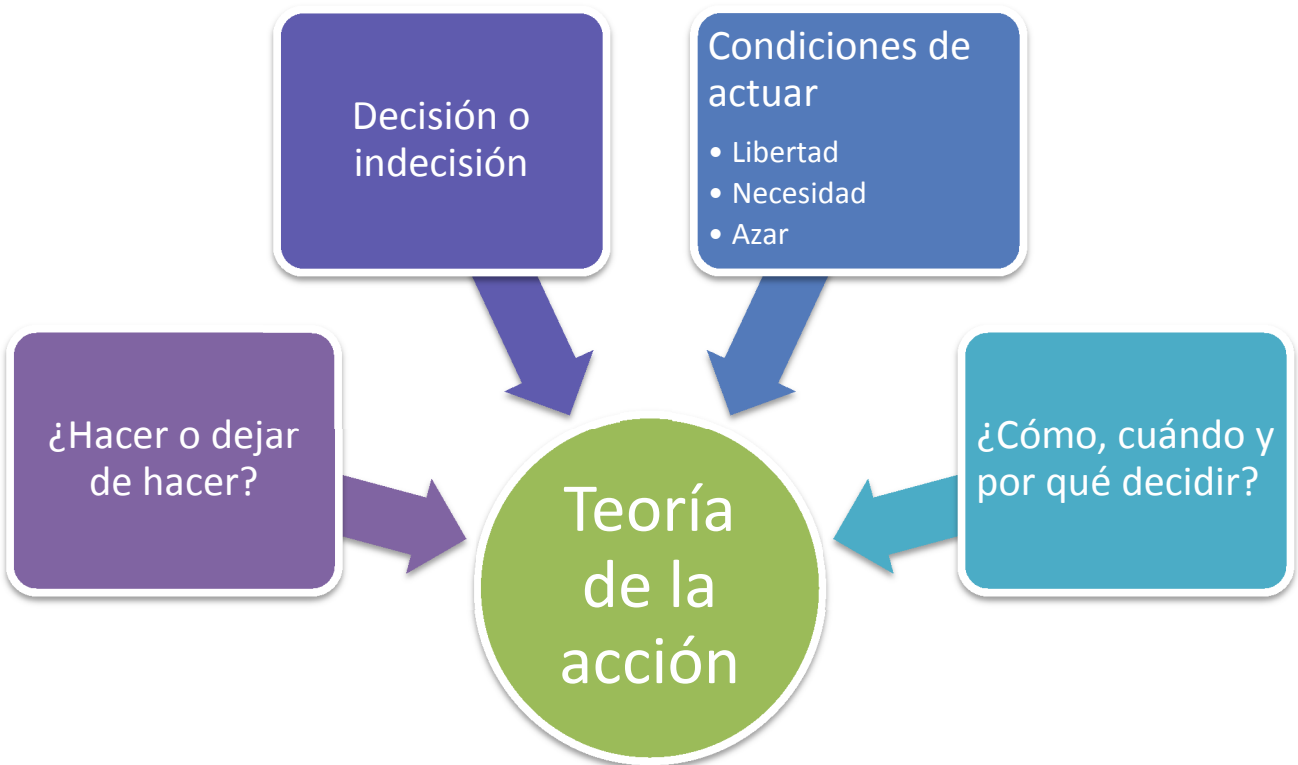 Decisión o
indecisión
Condiciones de
actuar
• Libertad
• Necesidad
• Azar
¿Hacer o dejar
de hacer?
¿Cómo, cuándo y
por qué decidir?
Teoría
de la
acción